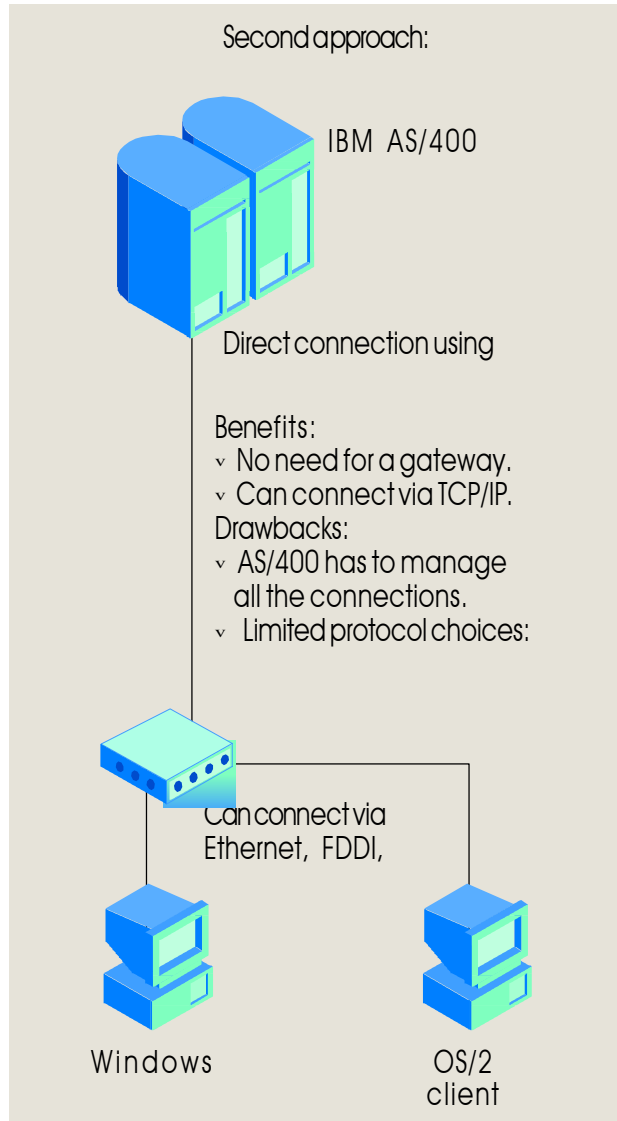 Second approach:
IBM AS/400
Direct connection using
Benefits:
v No need for a gateway.
v Can connect via TCP/IP.
Drawbacks:
v AS/400 has to manage
all the connections.
v Limited protocol choices:
Can connect via
Ethernet, FDDI,
Windows
OS/2
client